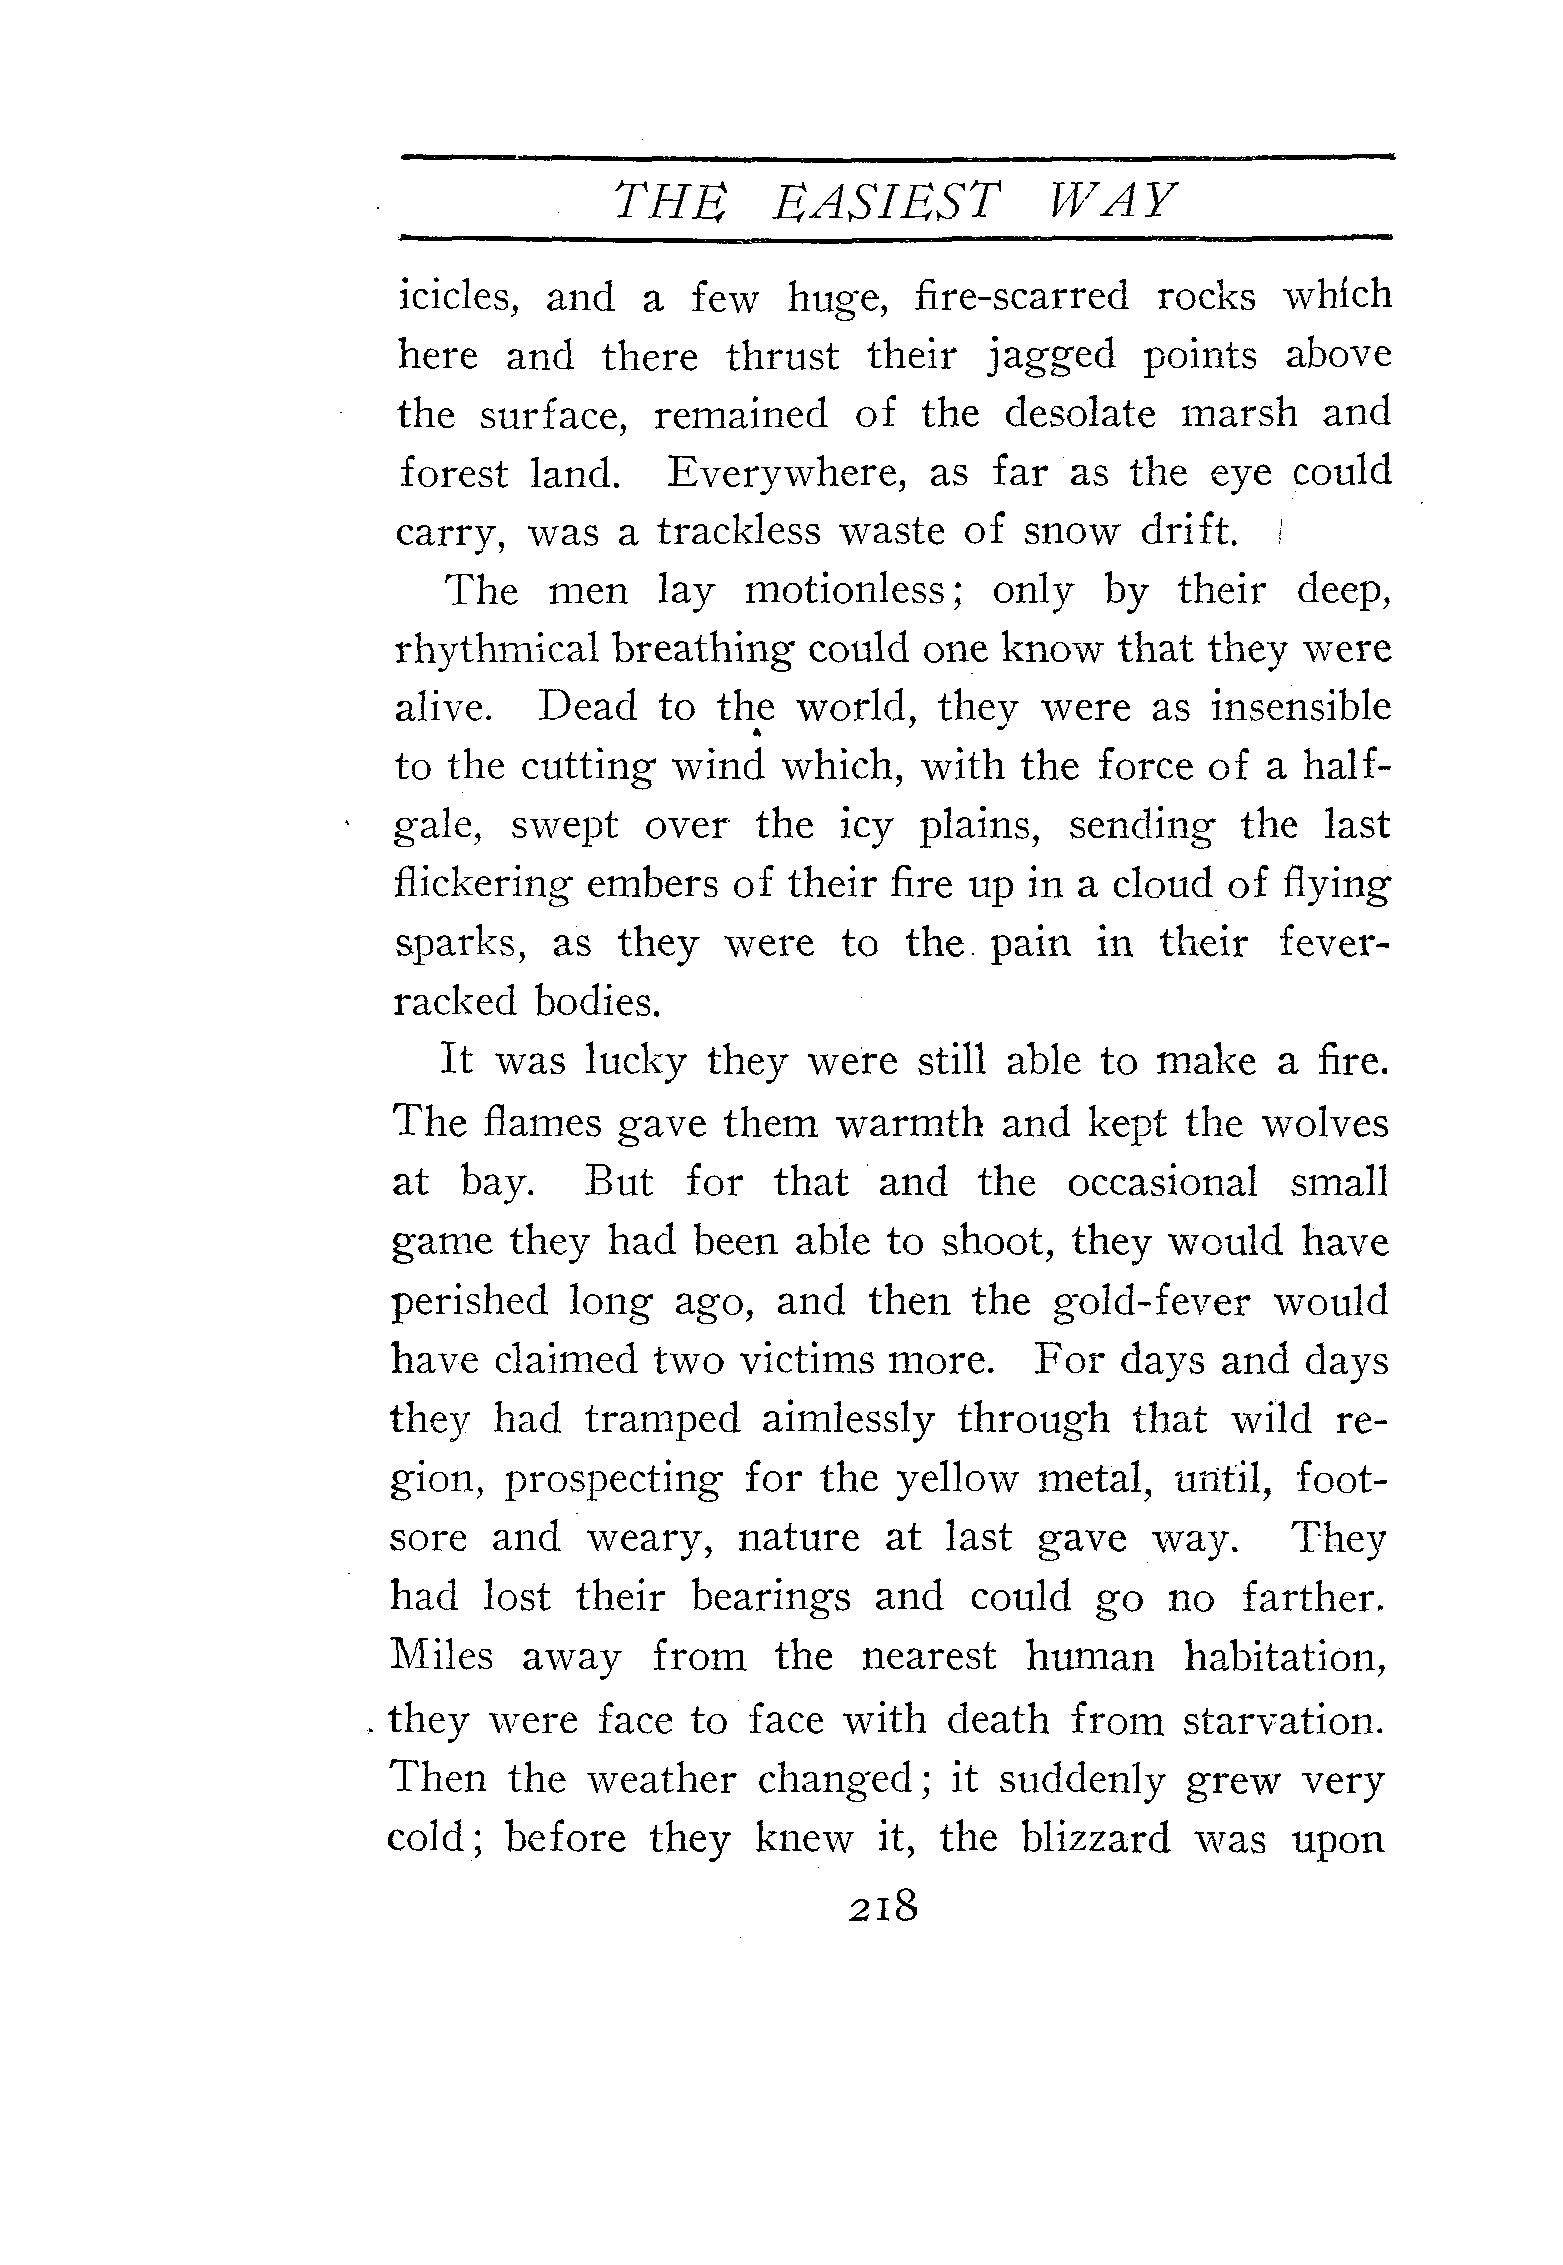 THE EASIEST WAY
icicles, and a few huge, fire-scarred rocks which
here and there thrust their jagged points above
the surface, remained of the desolate marsh and
forest land. Everywhere, as far as the eye could
carry, was a trackless waste of snow drift.
The men lay motionless; only by their deep,
rhythmical breathing could one know that they were
alive. Dead to the world, they were as insensible
to the cutting wind which, with the force of a half-
gale, swept over the icy plains, sending the last
flickering embers of their fire up in a cloud of flying
sparks, as they were to the pain in their fever-
racked bodies.
It was lucky they were still able to make a fire.
The flames gave them warmth and kept the wolves
at bay. But for that and the occasional small
game they had been able to shoot, they would have
perished long ago, and then the gold-fever would
have claimed two victims more. For days and days
they had tramped aimlessly through that wild re-
gion, prospecting for the yellow metal, until, foot-
sore and weary, nature at last gave way. They
had lost their bearings and could go no farther.
Miles away from the nearest human habitation,
they were face to face with death from starvation.
Then the weather changed; it suddenly grew very
cold; before they knew it, the blizzard was upon
218